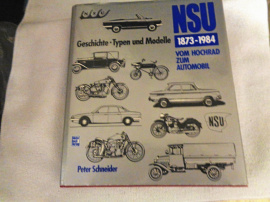 NSU
Geschichte · Typen und Modelle
1873-1984
VOM HOCHRAD
ZUM
AUTOMOBIL
NSU
Peter Schneider